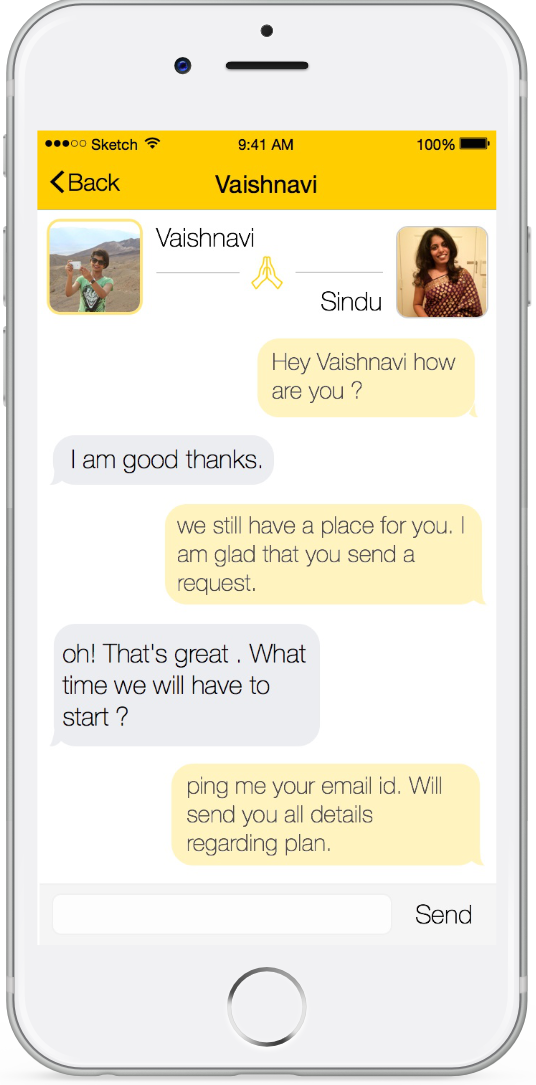 Sketch 9:41 AM 100%
Back Vaishnavi
Vaishnavi
Sindu
Hey Vaishnavi how
are you ?
I am good thanks.
we still have a place for you. I
am glad that you send a
request.
oh! That's great . What
time we will have to
start ?
ping me your email id. Will
send you all details
regarding plan.
Send